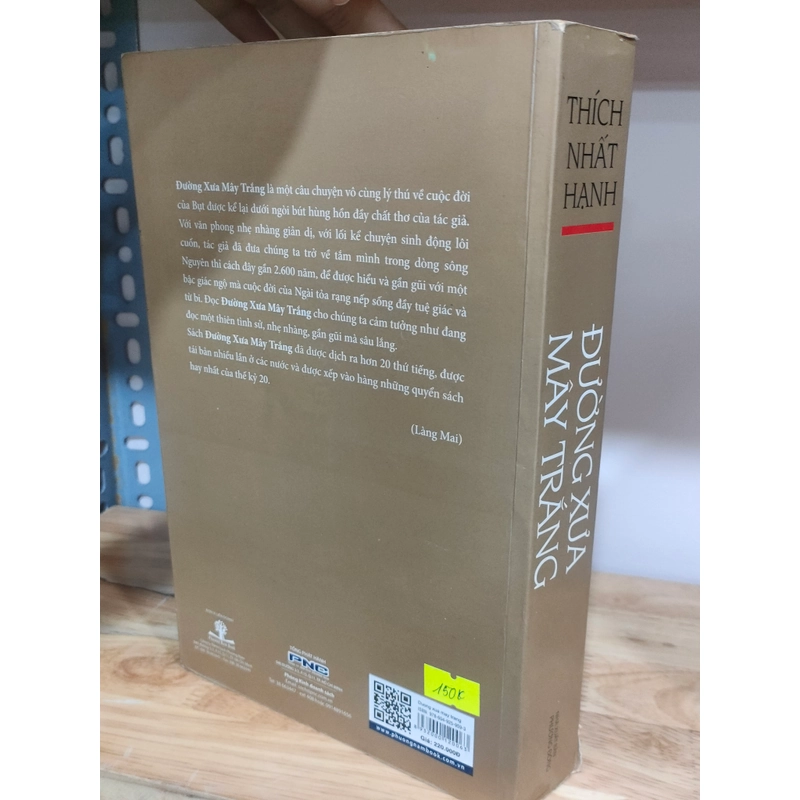 Đường Xưa Mây Trắng là một câu chuyện vô cùng lý thú về cuộc đời
của Bụt được kể lại dưới ngòi bút hùng hồn đầy chất thơ của tác giả.
Với văn phong nhẹ nhàng giản dị, với lối kể chuyện sinh động lôi
cuốn, tác giả đã đưa chúng ta trở về tắm mình trong dòng sông
Nguyên thỉ cách đây gần 2.600 năm, để được hiểu và gần gũi với một
bậc giác ngộ mà cuộc đời của Ngài tỏa rạng nếp sống đầy tuệ giác và
từ bi. Đọc Đường Xưa Mây Trắng cho chúng ta cảm tưởng như đang
đọc một thiên tình sử, nhẹ nhàng, gần gũi mà sâu lắng.
Sách Đường Xưa Mây Trắng đã được dịch ra hơn 20 thứ tiếng, được
tái bản nhiều lần ở các nước và được xếp vào hàng những quyển sách
hay nhất của thế kỷ 20.
(Làng Mai)
TỔNG PHÁT HÀNH
PNC
150k
Giá: 220.000Đ
www.phuongnambook.com.vn
THÍCH
NHẤT
HẠNH
ĐƯỜNG XƯA
MÂY TRẮNG